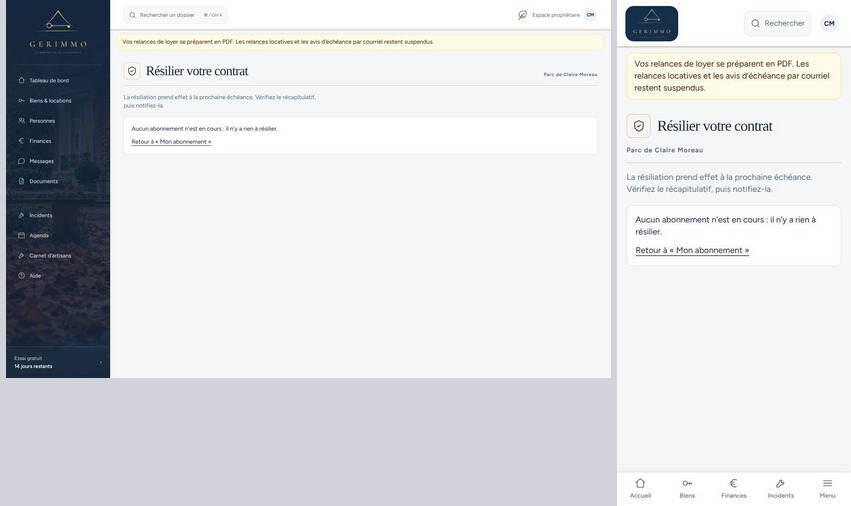 GERIMMO
Tableau de bord
Biens & locations
Personnes
Finances
Messages
Documents
Incidents
Agenda
Carnet d'artisans
Aide
Essai gratuit
14 jours restants
Rechercher un dossier
Espace propriétaire
CM
Vos relances de loyer se préparent en PDF. Les relances locatives et les avis d'échéance par courriel restent suspendus.
Résilier votre contrat
Parc de Claire Moreau
La résiliation prend effet à la prochaine échéance. Vérifiez le récapitulatif,
puis notifiez-la.
Aucun abonnement n'est en cours : il n'y a rien à résilier.
Retour à « Mon abonnement »
GERIMMO
Rechercher
CM
Vos relances de loyer se préparent en PDF. Les
relances locatives et les avis d'échéance par courriel
restent suspendus.
Résilier votre contrat
Parc de Claire Moreau
La résiliation prend effet à la prochaine échéance.
Vérifiez le récapitulatif, puis notifiez-la.
Aucun abonnement n'est en cours : il n'y a rien à
résilier.
Retour à « Mon abonnement »
Accueil
Biens
Finances
Incidents
Menu